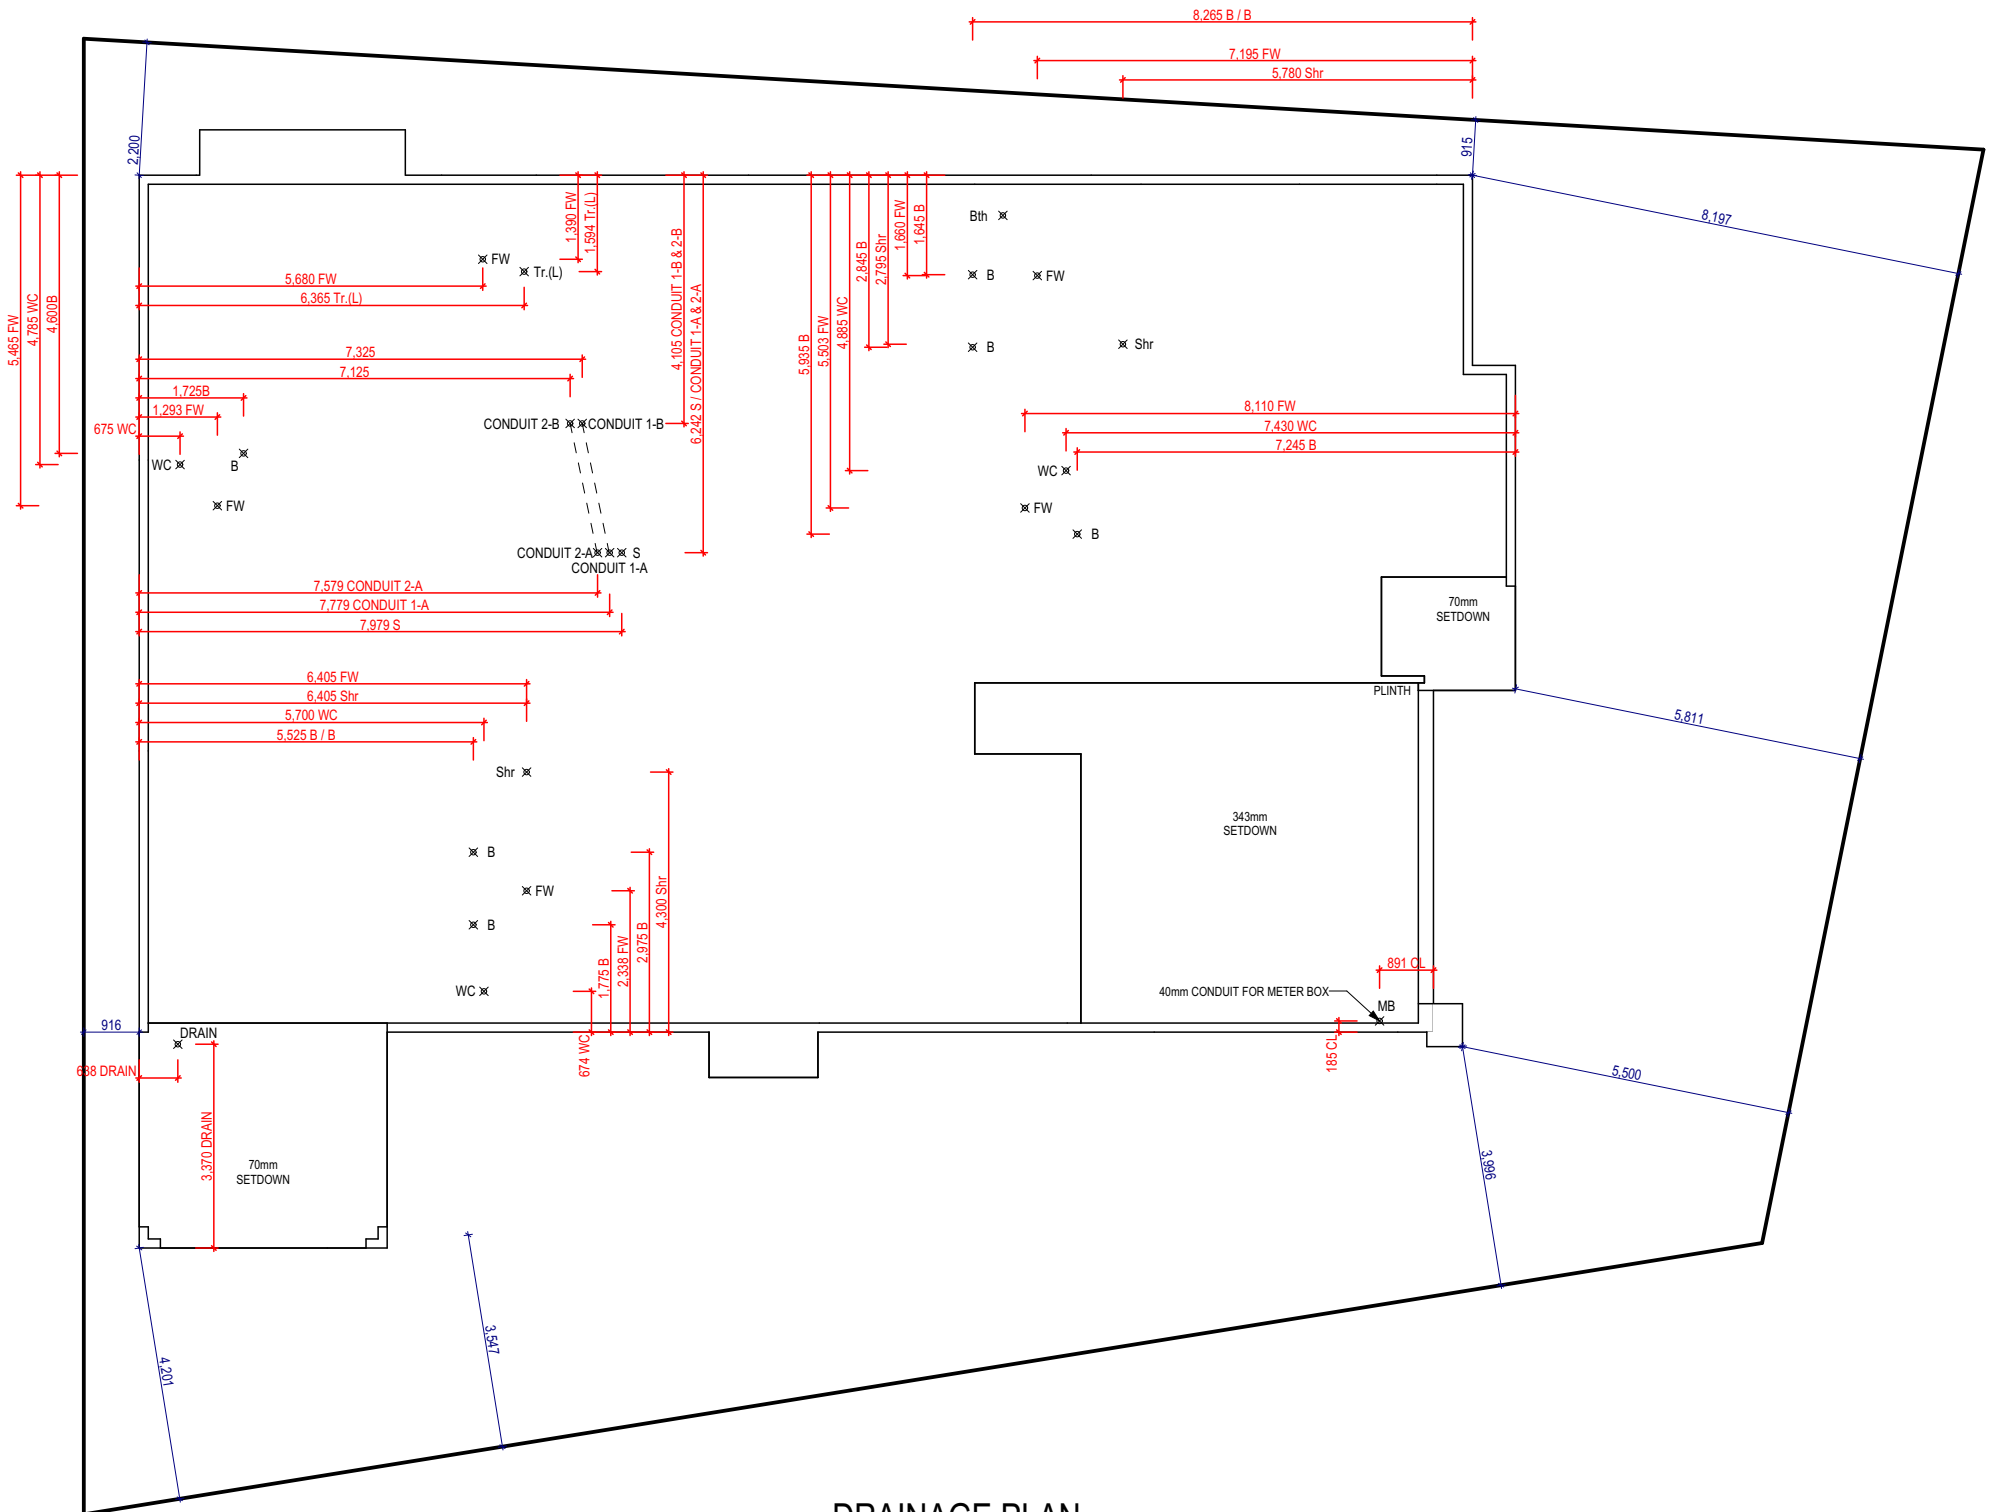 8,265 B / B
7,195 FW
5,780 Shr
2,200
915
8,197
5,465 FW
4,785 WC
4,600B
1,390 FW
1,594 Tr.(L)
4,105 CONDUIT 1-B & 2-B
6,242 S / CONDUIT 1-A & 2-A
5,935 B
5,503 FW
4,885 WC
2,845 B
2,795 Shr
1,660 FW
1,645 B
Bth
FW
Tr.(L)
B
FW
5,680 FW
6,365 Tr.(L)
B
Shr
7,325
7,125
1,725B
1,293 FW
675 WC
CONDUIT 2-B
CONDUIT 1-B
8,110 FW
7,430 WC
7,245 B
WC
B
FW
WC
FW
B
CONDUIT 2-A
S
CONDUIT 1-A
7,579 CONDUIT 2-A
7,779 CONDUIT 1-A
7,979 S
70mm
SETDOWN
6,405 FW
6,405 Shr
5,700 WC
5,525 B / B
PLINTH
5,811
Shr
343mm
SETDOWN
B
FW
B
WC
4,300 Shr
2,975 B
2,338 FW
1,775 B
674 WC
891 CL
40mm CONDUIT FOR METER BOX
MB
185 CL
916
DRAIN
688 DRAIN
3,370 DRAIN
70mm
SETDOWN
5,500
3,996
3,547
4,201
DRAINAGE PLAN